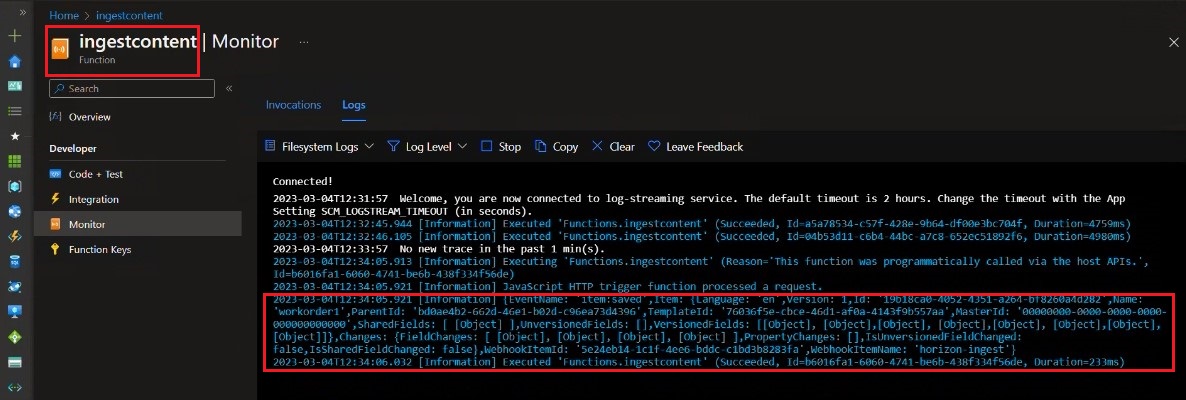 Home > ingestcontent
ingestcontent | Monitor ...
Function
Search
Overview
Developer
Code + Test
Integration
Monitor
Function Keys
Invocations Logs
Filesystem Logs Log Level Stop Copy Clear Leave Feedback
Connected!
2023-03-04T12:31:57 Welcome, you are now connected to log-streaming service. The default timeout is 2 hours. Change the timeout with the App
Setting SCM_LOGSTREAM_TIMEOUT (in seconds).
2023-03-04T12:32:45.944 [Information] Executed 'Functions.ingestcontent' (Succeeded, Id=a5a78534-c57f-428e-9b64-df00e3bc704f, Duration=4759ms)
2023-03-04T12:32:46.105 [Information] Executed 'Functions.ingestcontent' (Succeeded, Id=04b53d11-c6b4-44bc-a7c8-652ec51892f6, Duration=4980ms)
2023-03-04T12:33:57 No new trace in the past 1 min(s).
2023-03-04T12:34:05.913 [Information] Executing 'Functions.ingestcontent' (Reason='This function was programmatically called via the host APIs.',
Id=b6016fa1-6060-4741-be6b-438f334f56de)
2023-03-04T12:34:05.921 [Information] JavaScript HTTP trigger function processed a request.
2023-03-04T12:34:05.921 [Information] {EventName: 'item:saved',Item: {Language: 'en',Version: 1,Id: '19b18ca0-4052-4351-a264-bf8260a4d282',Name:
'workorder1',ParentId: 'bd0ae4b2-662d-46e1-b02d-c96ea73d4396',TemplateId: '76036f5e-cbce-46d1-af0a-4143f9b557aa',MasterId: '00000000-0000-0000-0000-
000000000000',SharedFields: [ [Object] ],UnversionedFields: [],VersionedFields: [[Object], [Object],[Object], [Object],[Object], [Object],[Object],
[Object]]},Changes: {FieldChanges: [ [Object], [Object], [Object], [Object] ],PropertyChanges: [],IsUnversionedFieldChanged:
false,IsSharedFieldChanged: false},WebhookItemId: '5e24eb14-1c1f-4ee6-bddc-c1bd3b8283fa',WebhookItemName: 'horizon-ingest'}
2023-03-04T12:34:06.032 [Information] Executed 'Functions.ingestcontent' (Succeeded, Id=b6016fa1-6060-4741-be6b-438f334f56de, Duration=233ms)